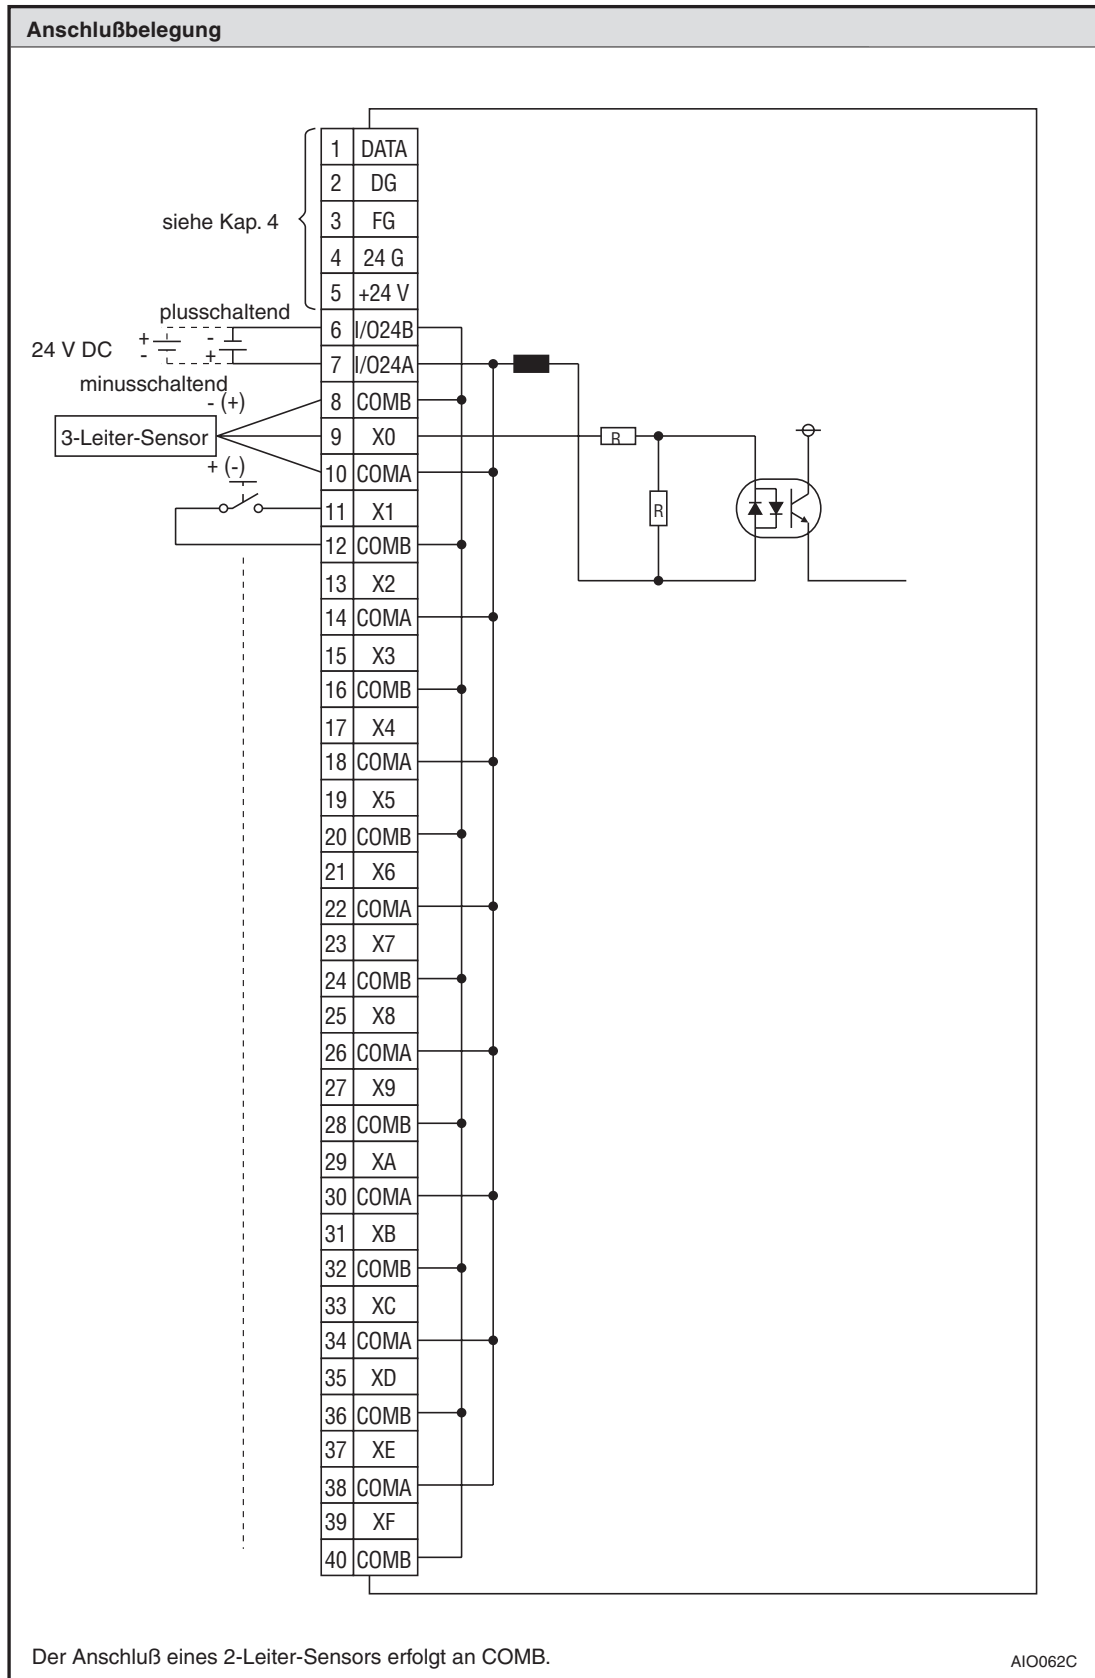 Anschlußbelegung
1 DATA
2 DG
siehe Kap. 4
3 FG
4 24 G
5 +24 V
plusschaltend
6 I/O24B
24 V DC
+ -
- +
7 I/O24A
minusschaltend
- (+)
8 COMB
3-Leiter-Sensor
9 X0
R
+ (-)
10 COMA
R
11 X1
12 COMB
13 X2
14 COMA
15 X3
16 COMB
17 X4
18 COMA
19 X5
20 COMB
21 X6
22 COMA
23 X7
24 COMB
25 X8
26 COMA
27 X9
28 COMB
29 XA
30 COMA
31 XB
32 COMB
33 XC
34 COMA
35 XD
36 COMB
37 XE
38 COMA
39 XF
40 COMB
Der Anschluß eines 2-Leiter-Sensors erfolgt an COMB.
AIO062C